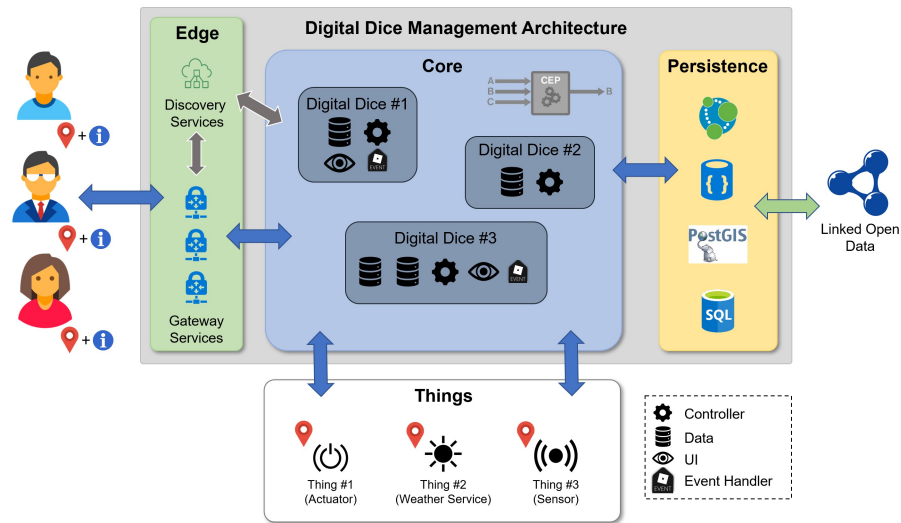 Digital Dice Management Architecture
Edge
Discovery
Services
Gateway
Services
Core
A
B
C
CEP
B
Digital Dice #1
EVENT
Digital Dice #2
Digital Dice #3
EVENT
Persistence
{ }
PostGIS
SQL
Linked Open
Data
+ i
+ i
+ i
Things
Thing #1
(Actuator)
Thing #2
(Weather Service)
Thing #3
(Sensor)
Controller
Data
UI
EVENT
Event Handler